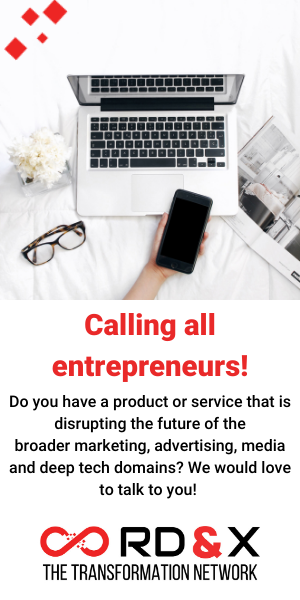 Calling all
entrepreneurs!
Do you have a product or service that is
disrupting the future of the
broader marketing, advertising, media
and deep tech domains? We would love
to talk to you!
RD&X
THE TRANSFORMATION NETWORK